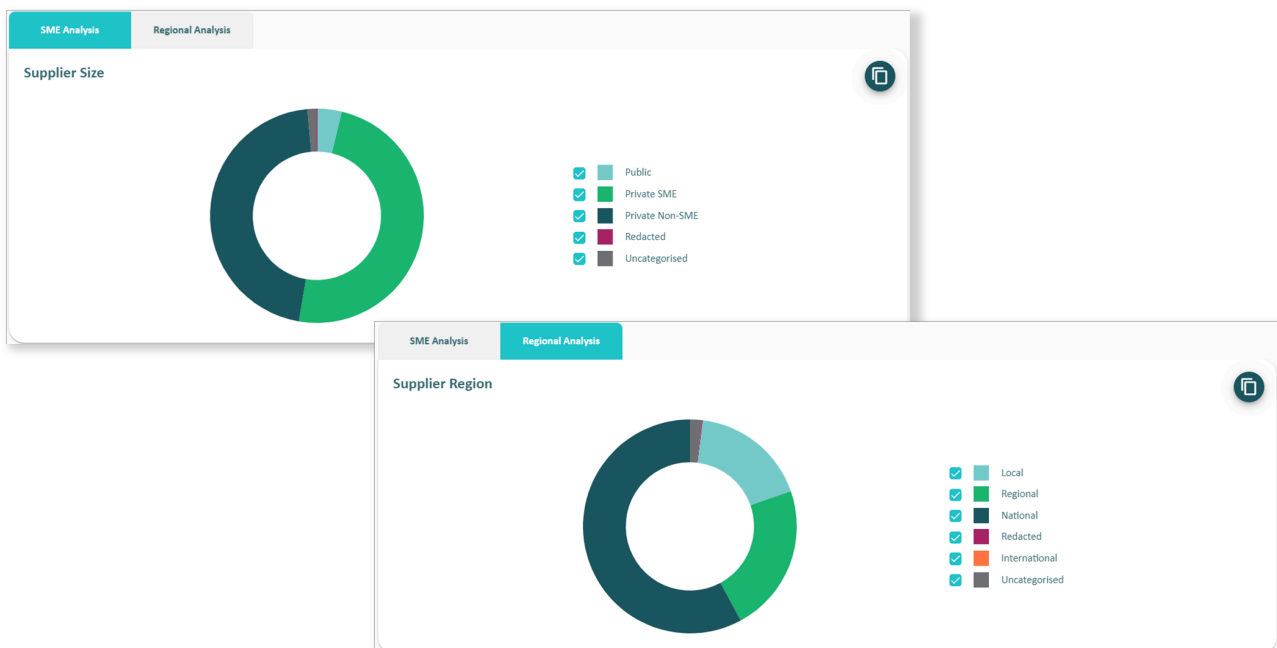 SME Analysis
Regional Analysis
Supplier Size
Public
Private SME
Private Non-SME
Redacted
Uncategorised
SME Analysis
Regional Analysis
Supplier Region
Local
Regional
National
Redacted
International
Uncategorised